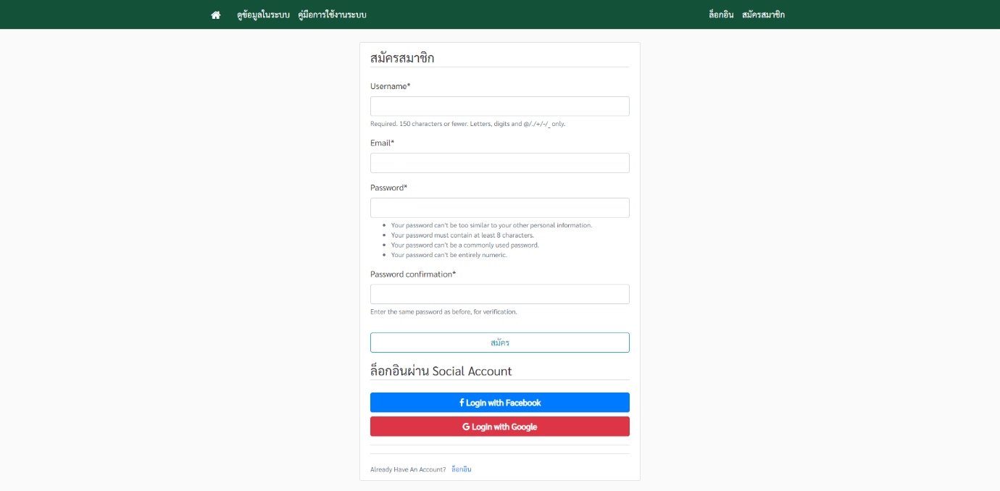 ดูข้อมูลในระบบ คู่มือการใช้งานระบบ ล็อกอิน สมัครสมาชิก
สมัครสมาชิก
Username*
Required. 150 characters or fewer. Letters, digits and @/./+/-/_ only.
Email*
Password*
Your password can't be too similar to your other personal information.
Your password must contain at least 8 characters.
Your password can't be a commonly used password.
Your password can't be entirely numeric.
Password confirmation*
Enter the same password as before, for verification.
สมัคร
ล็อกอินผ่าน Social Account
Login with Facebook
Login with Google
Already Have An Account? ล็อกอิน